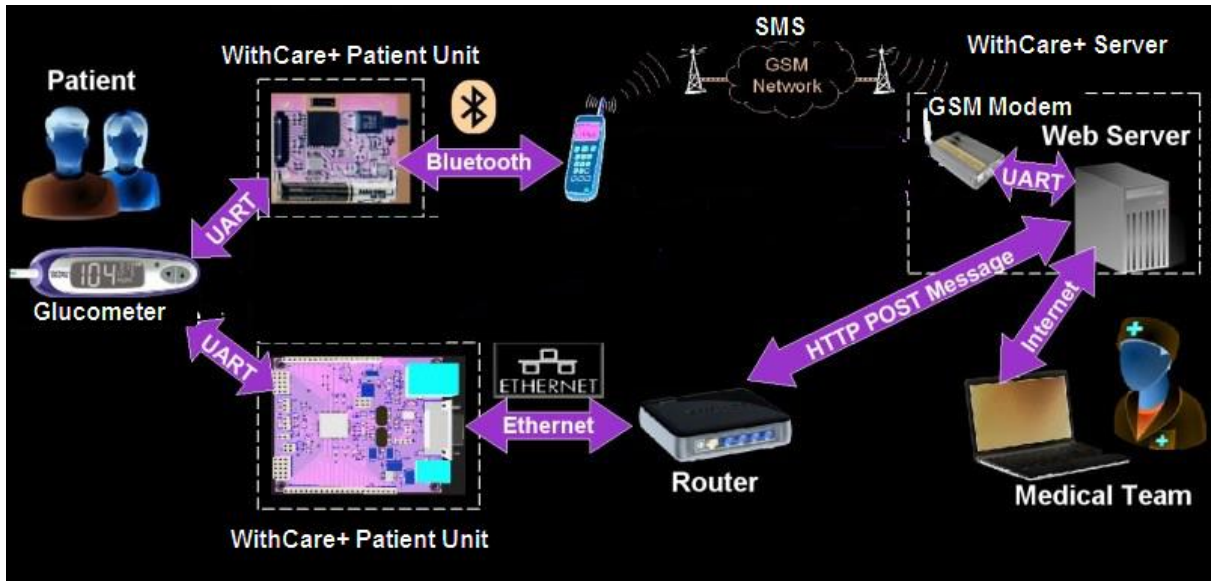 SMS
WithCare+ Patient Unit
WithCare+ Server
Patient
GSM
Network
GSM Modem
Web Server
Bluetooth
UART
UART
104
Glucometer
HTTP POST Message
UART
Internet
ETHERNET
Ethernet
Router
Medical Team
WithCare+ Patient Unit